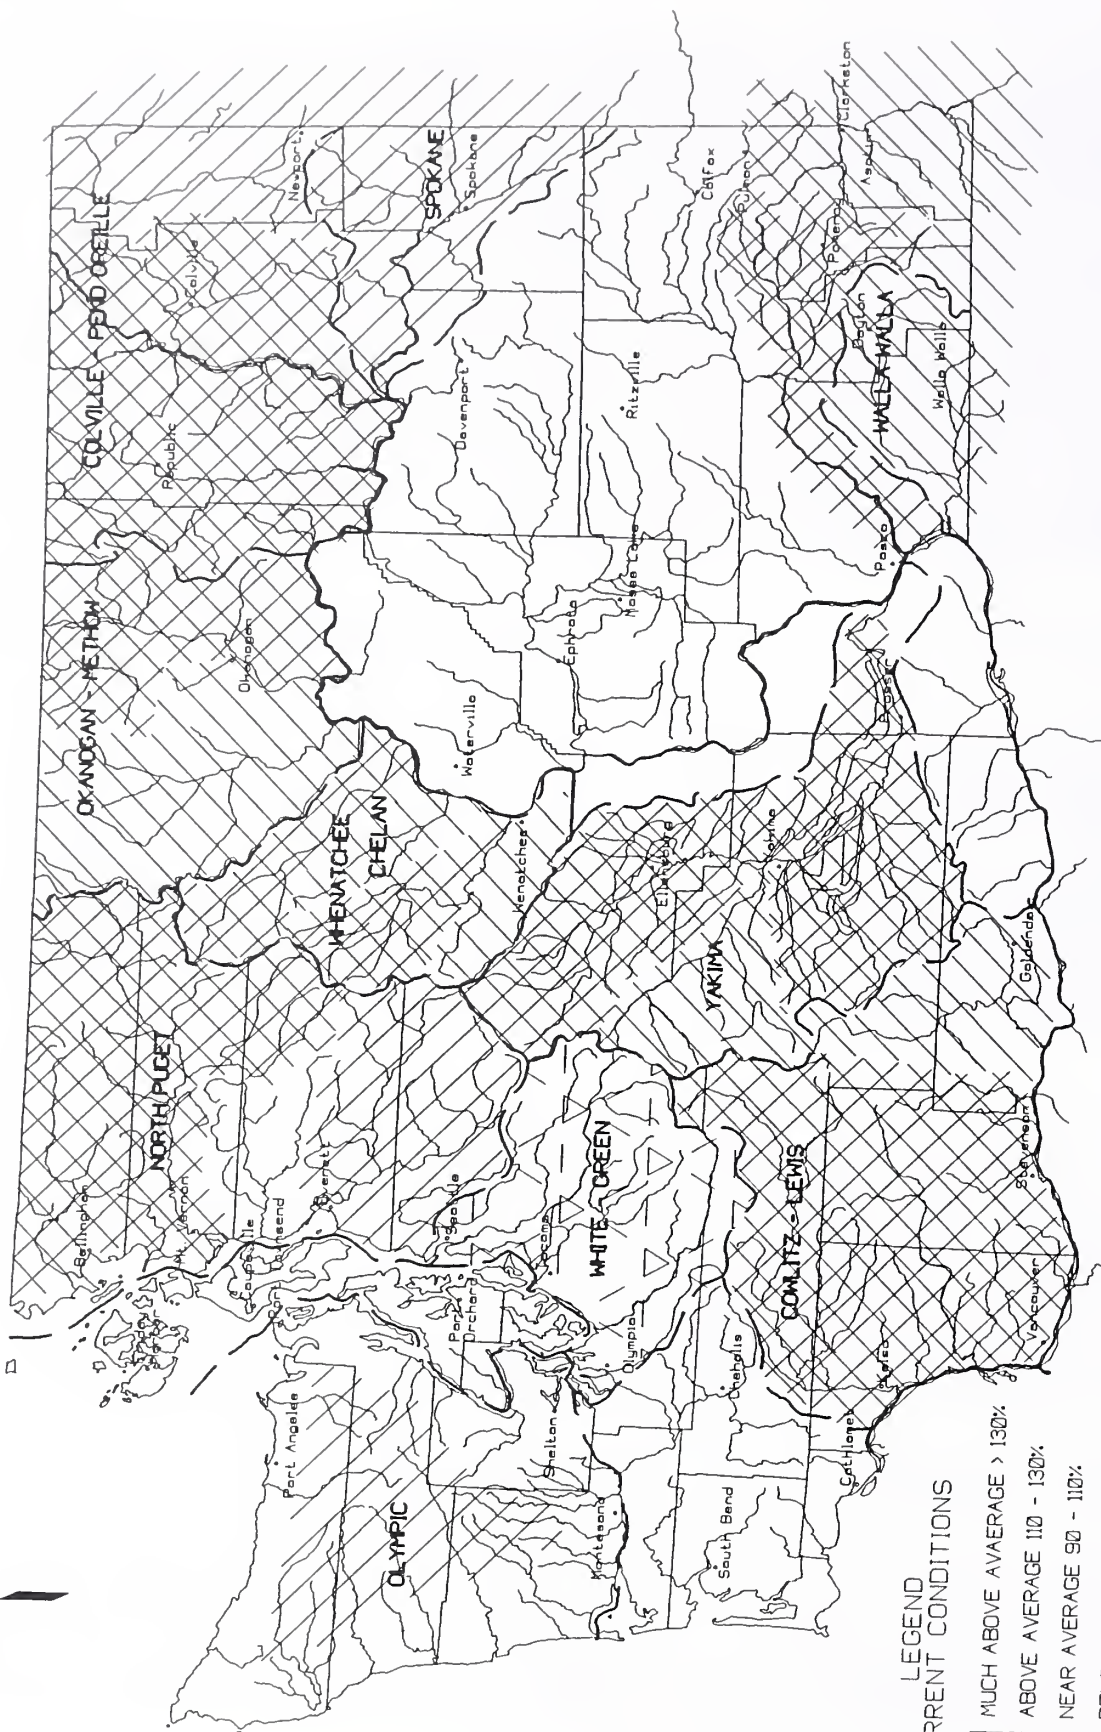 COLVILLE - PEND OREILLE
OKANOGAN - METHOW
NORTH PUGET
WHENATCHEE
CHELAN
SPOKANE
OLYMPIC
WHITE - GREEN
YAKIMA
COWLITZ - LEWIS
WALLA WALLA
Newport
Colville
Republic
Okanogan
Bellingham
Mt. Vernon
Coupeville
Port
Everett
Spokane
Davenport
Waterville
Wenatchee
Seattle
Port
Orchard
Port Angeles
Shelton
Tacoma
Olympia
Montesano
Ephrata
Moses Lake
Ritzville
Colfax
Pullman
Ellensburg
Yakima
South Bend
Chehalis
Cathlamet
Kelso
Vancouver
Stevenson
Goldendale
Prosser
Pasco
Walla Walla
Dayton
Pomeroy
Asotin
Clarkston
LEGEND
RRENT CONDITIONS
MUCH ABOVE AVAERAGE > 130%
ABOVE AVERAGE 110 - 130%
NEAR AVERAGE 90 - 110%